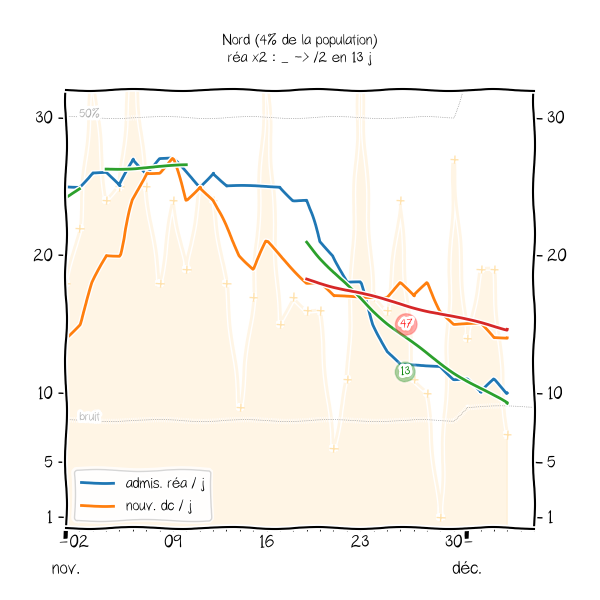 Nord (4% de la population)
réa x2 : _ -> /2 en 13 j
30
30
50%
20
20
47
13
10
10
bruit
5
5
admis. réa / j
nouv. dc / j
1
1
02
09
16
23
30
nov.
déc.